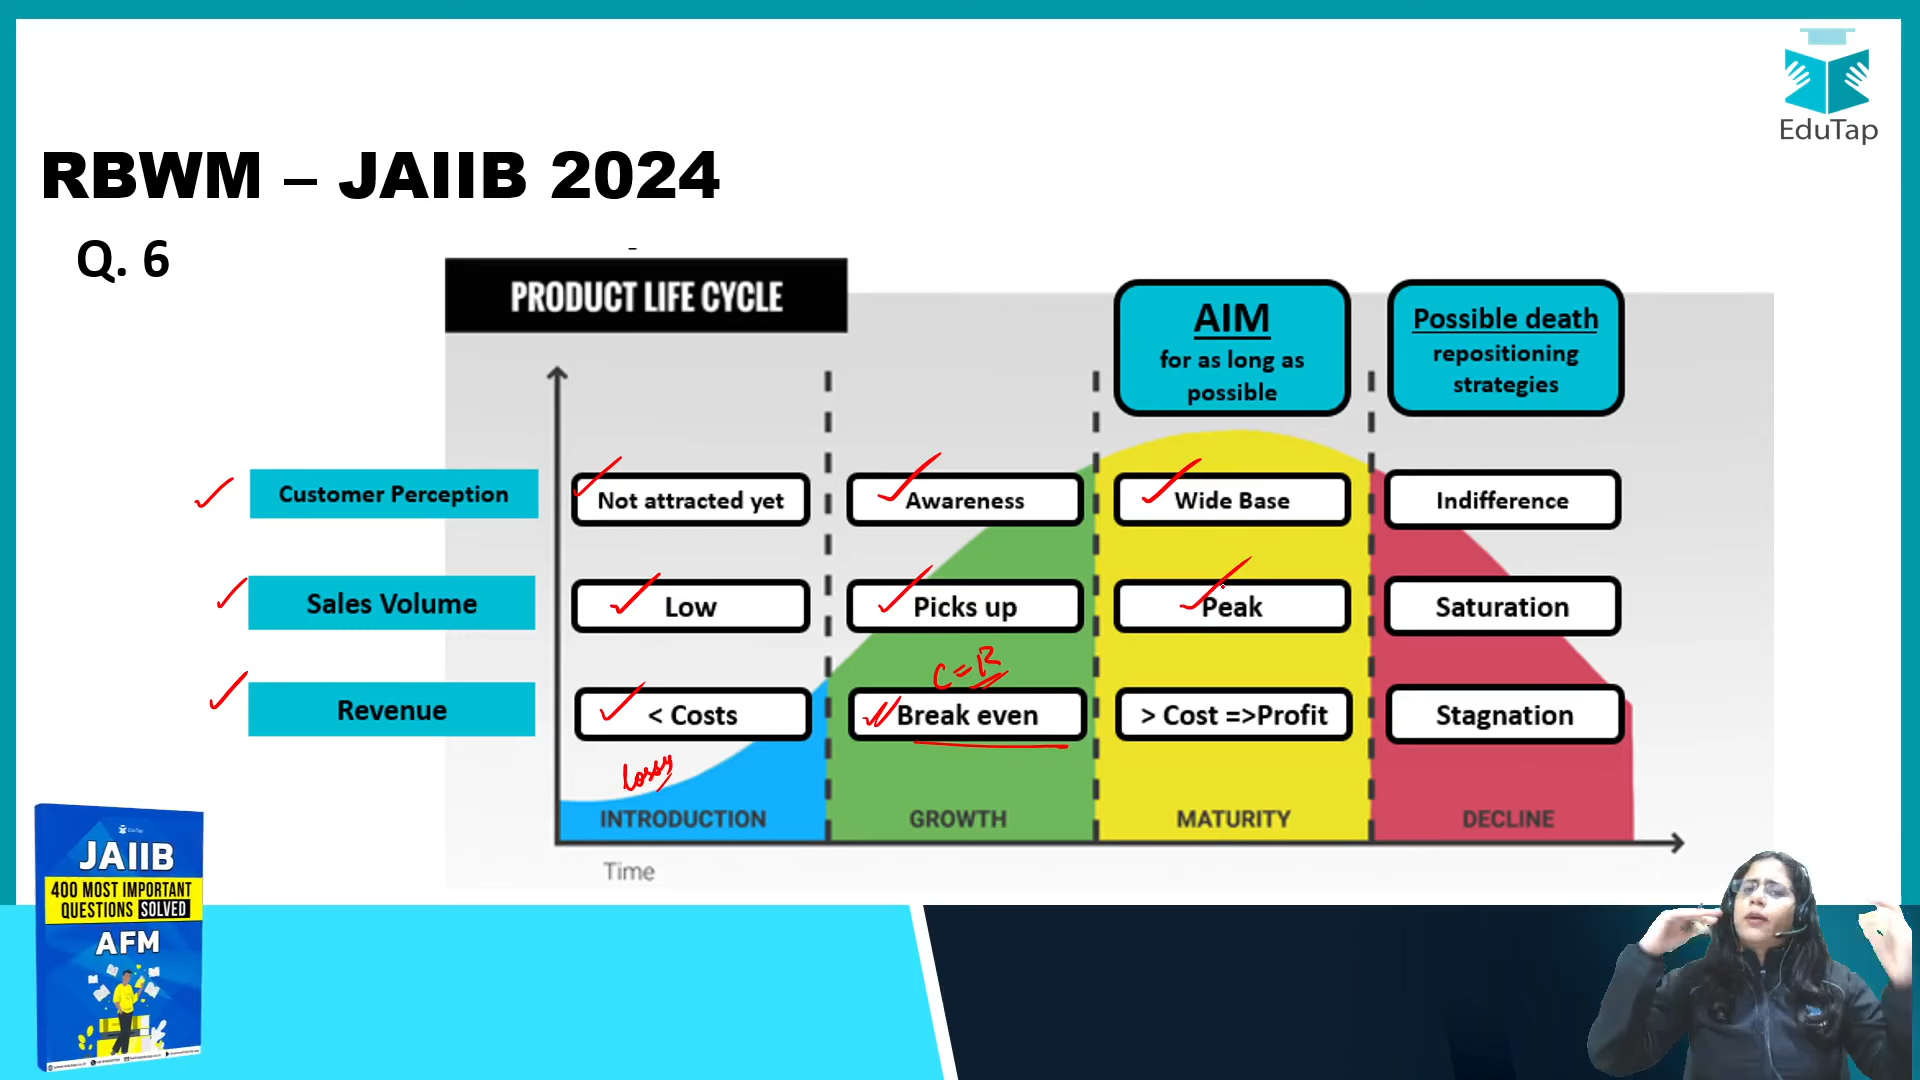 EduTap
RBWM – JAIIB 2024
Q. 6
PRODUCT LIFE CYCLE
AIM
for as long as
possible
Possible death
repositioning
strategies
Customer Perception
Not attracted yet
Awareness
Wide Base
Indifference
Sales Volume
Low
Picks up
Peak
Saturation
C = R
Revenue
< Costs
Break even
> Cost =>Profit
Stagnation
Loss
INTRODUCTION
GROWTH
MATURITY
DECLINE
Time
EduTap
JAIIB
400 MOST IMPORTANT
QUESTIONS SOLVED
AFM